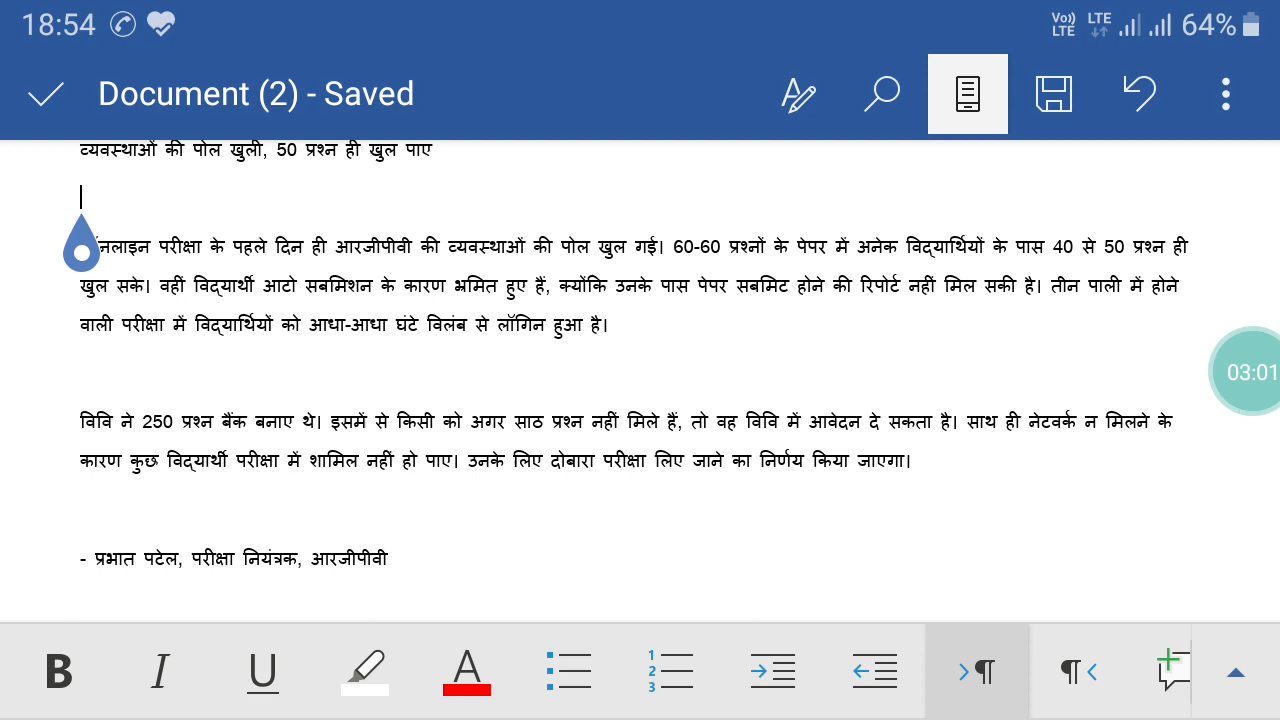 18:54 Vo)) LTE LTE 64%
Document (2) - Saved
व्यवस्थाओं की पोल खुली, 50 प्रश्न ही खुल पाए
परीक्षा के पहले दिन ही आरजीपीवी की व्यवस्थाओं की पोल खुल गई। 60-60 प्रश्नों के पेपर में अनेक विद्यार्थियों के पास 40 से 50 प्रश्न ही
खुल सके। वहीं विद्यार्थी आटो सबमिशन के कारण भ्रमित हुए हैं, क्योंकि उनके पास पेपर सबमिट होने की रिपोर्ट नहीं मिल सकी है। तीन पाली में होने
वाली परीक्षा में विद्यार्थियों को आधा-आधा घंटे विलंब से लॉगिन हुआ है।
03:01
विवि ने 250 प्रश्न बैंक बनाए थे। इसमें से किसी को अगर साठ प्रश्न नहीं मिले हैं, तो वह विवि में आवेदन दे सकता है। साथ ही नेटवर्क न मिलने के
कारण कुछ विद्यार्थी परीक्षा में शामिल नहीं हो पाए। उनके लिए दोबारा परीक्षा लिए जाने का निर्णय किया जाएगा।
- प्रभात पटेल, परीक्षा नियंत्रक, आरजीपीवी
B I U A 1 2 3